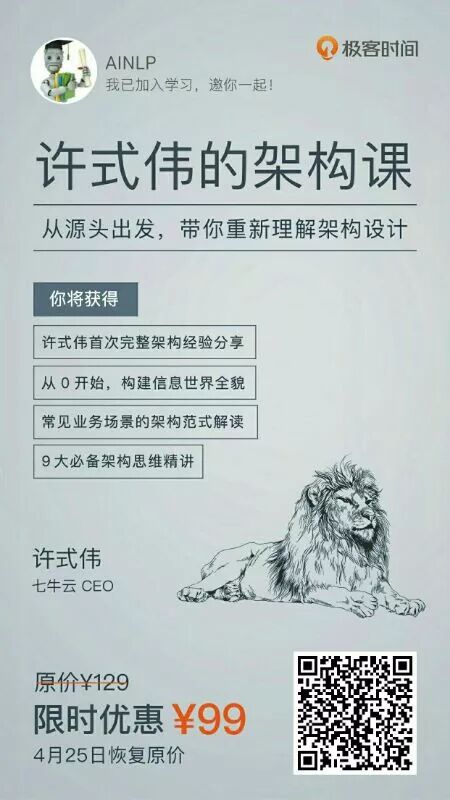 极客时间
AINLP
我已加入学习，邀你一起！
许式伟的架构课
从源头出发，带你重新理解架构设计
你将获得
许式伟首次完整架构经验分享
从 0 开始，构建信息世界全貌
常见业务场景的架构范式解读
9 大必备架构思维精讲
许式伟
七牛云 CEO
原价¥129
限时优惠 ¥99
4月25日恢复原价